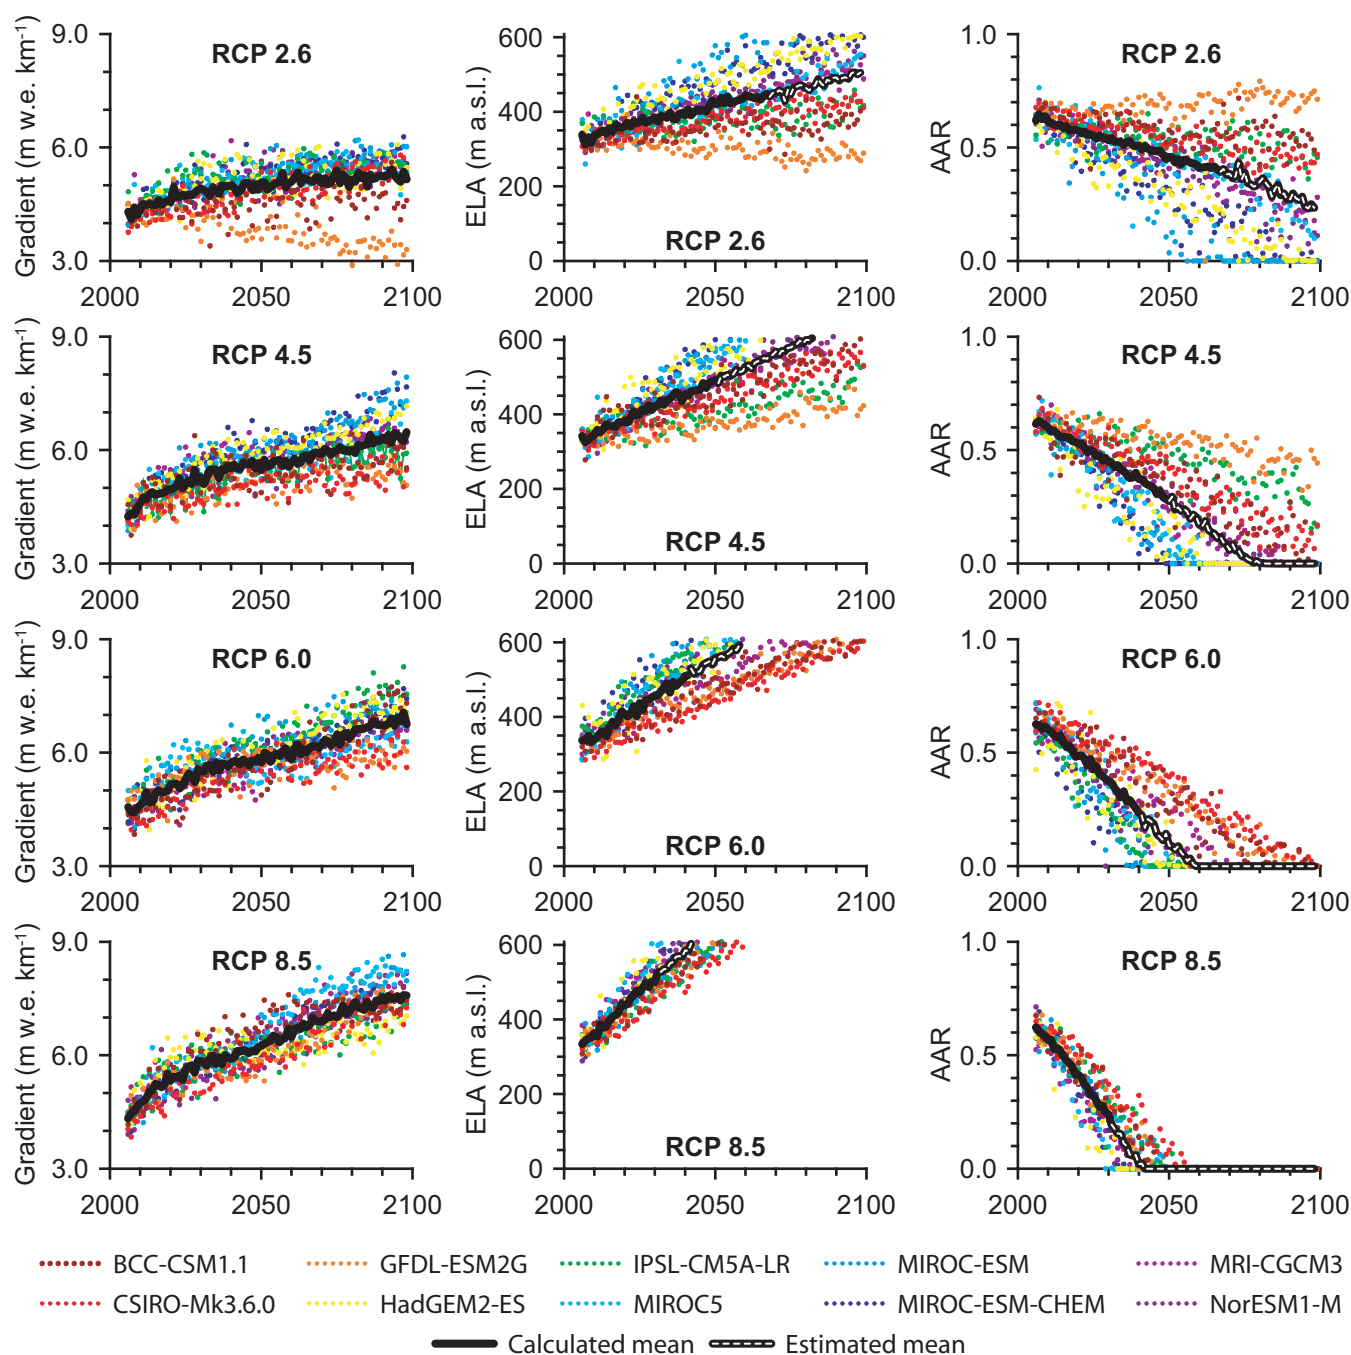 9.0 600 1.0
RCP 2.6 RCP 2.6
Gradient (m w.e. km⁻¹) ELA (m a.s.l.) AAR
6.0 400 0.5
200
RCP 2.6
3.0 0 0.0
2000 2050 2100 2000 2050 2100 2000 2050 2100
9.0 600 1.0
RCP 4.5 RCP 4.5
Gradient (m w.e. km⁻¹) ELA (m a.s.l.) AAR
6.0 400 0.5
200
RCP 4.5
3.0 0 0.0
2000 2050 2100 2000 2050 2100 2000 2050 2100
9.0 600 1.0
RCP 6.0 RCP 6.0
Gradient (m w.e. km⁻¹) ELA (m a.s.l.) AAR
6.0 400 0.5
200
RCP 6.0
3.0 0 0.0
2000 2050 2100 2000 2050 2100 2000 2050 2100
9.0 600 1.0
RCP 8.5 RCP 8.5
Gradient (m w.e. km⁻¹) ELA (m a.s.l.) AAR
6.0 400 0.5
200
RCP 8.5
3.0 0 0.0
2000 2050 2100 2000 2050 2100 2000 2050 2100
BCC-CSM1.1 GFDL-ESM2G IPSL-CM5A-LR MIROC-ESM MRI-CGCM3
CSIRO-Mk3.6.0 HadGEM2-ES MIROC5 MIROC-ESM-CHEM NorESM1-M
Calculated mean Estimated mean